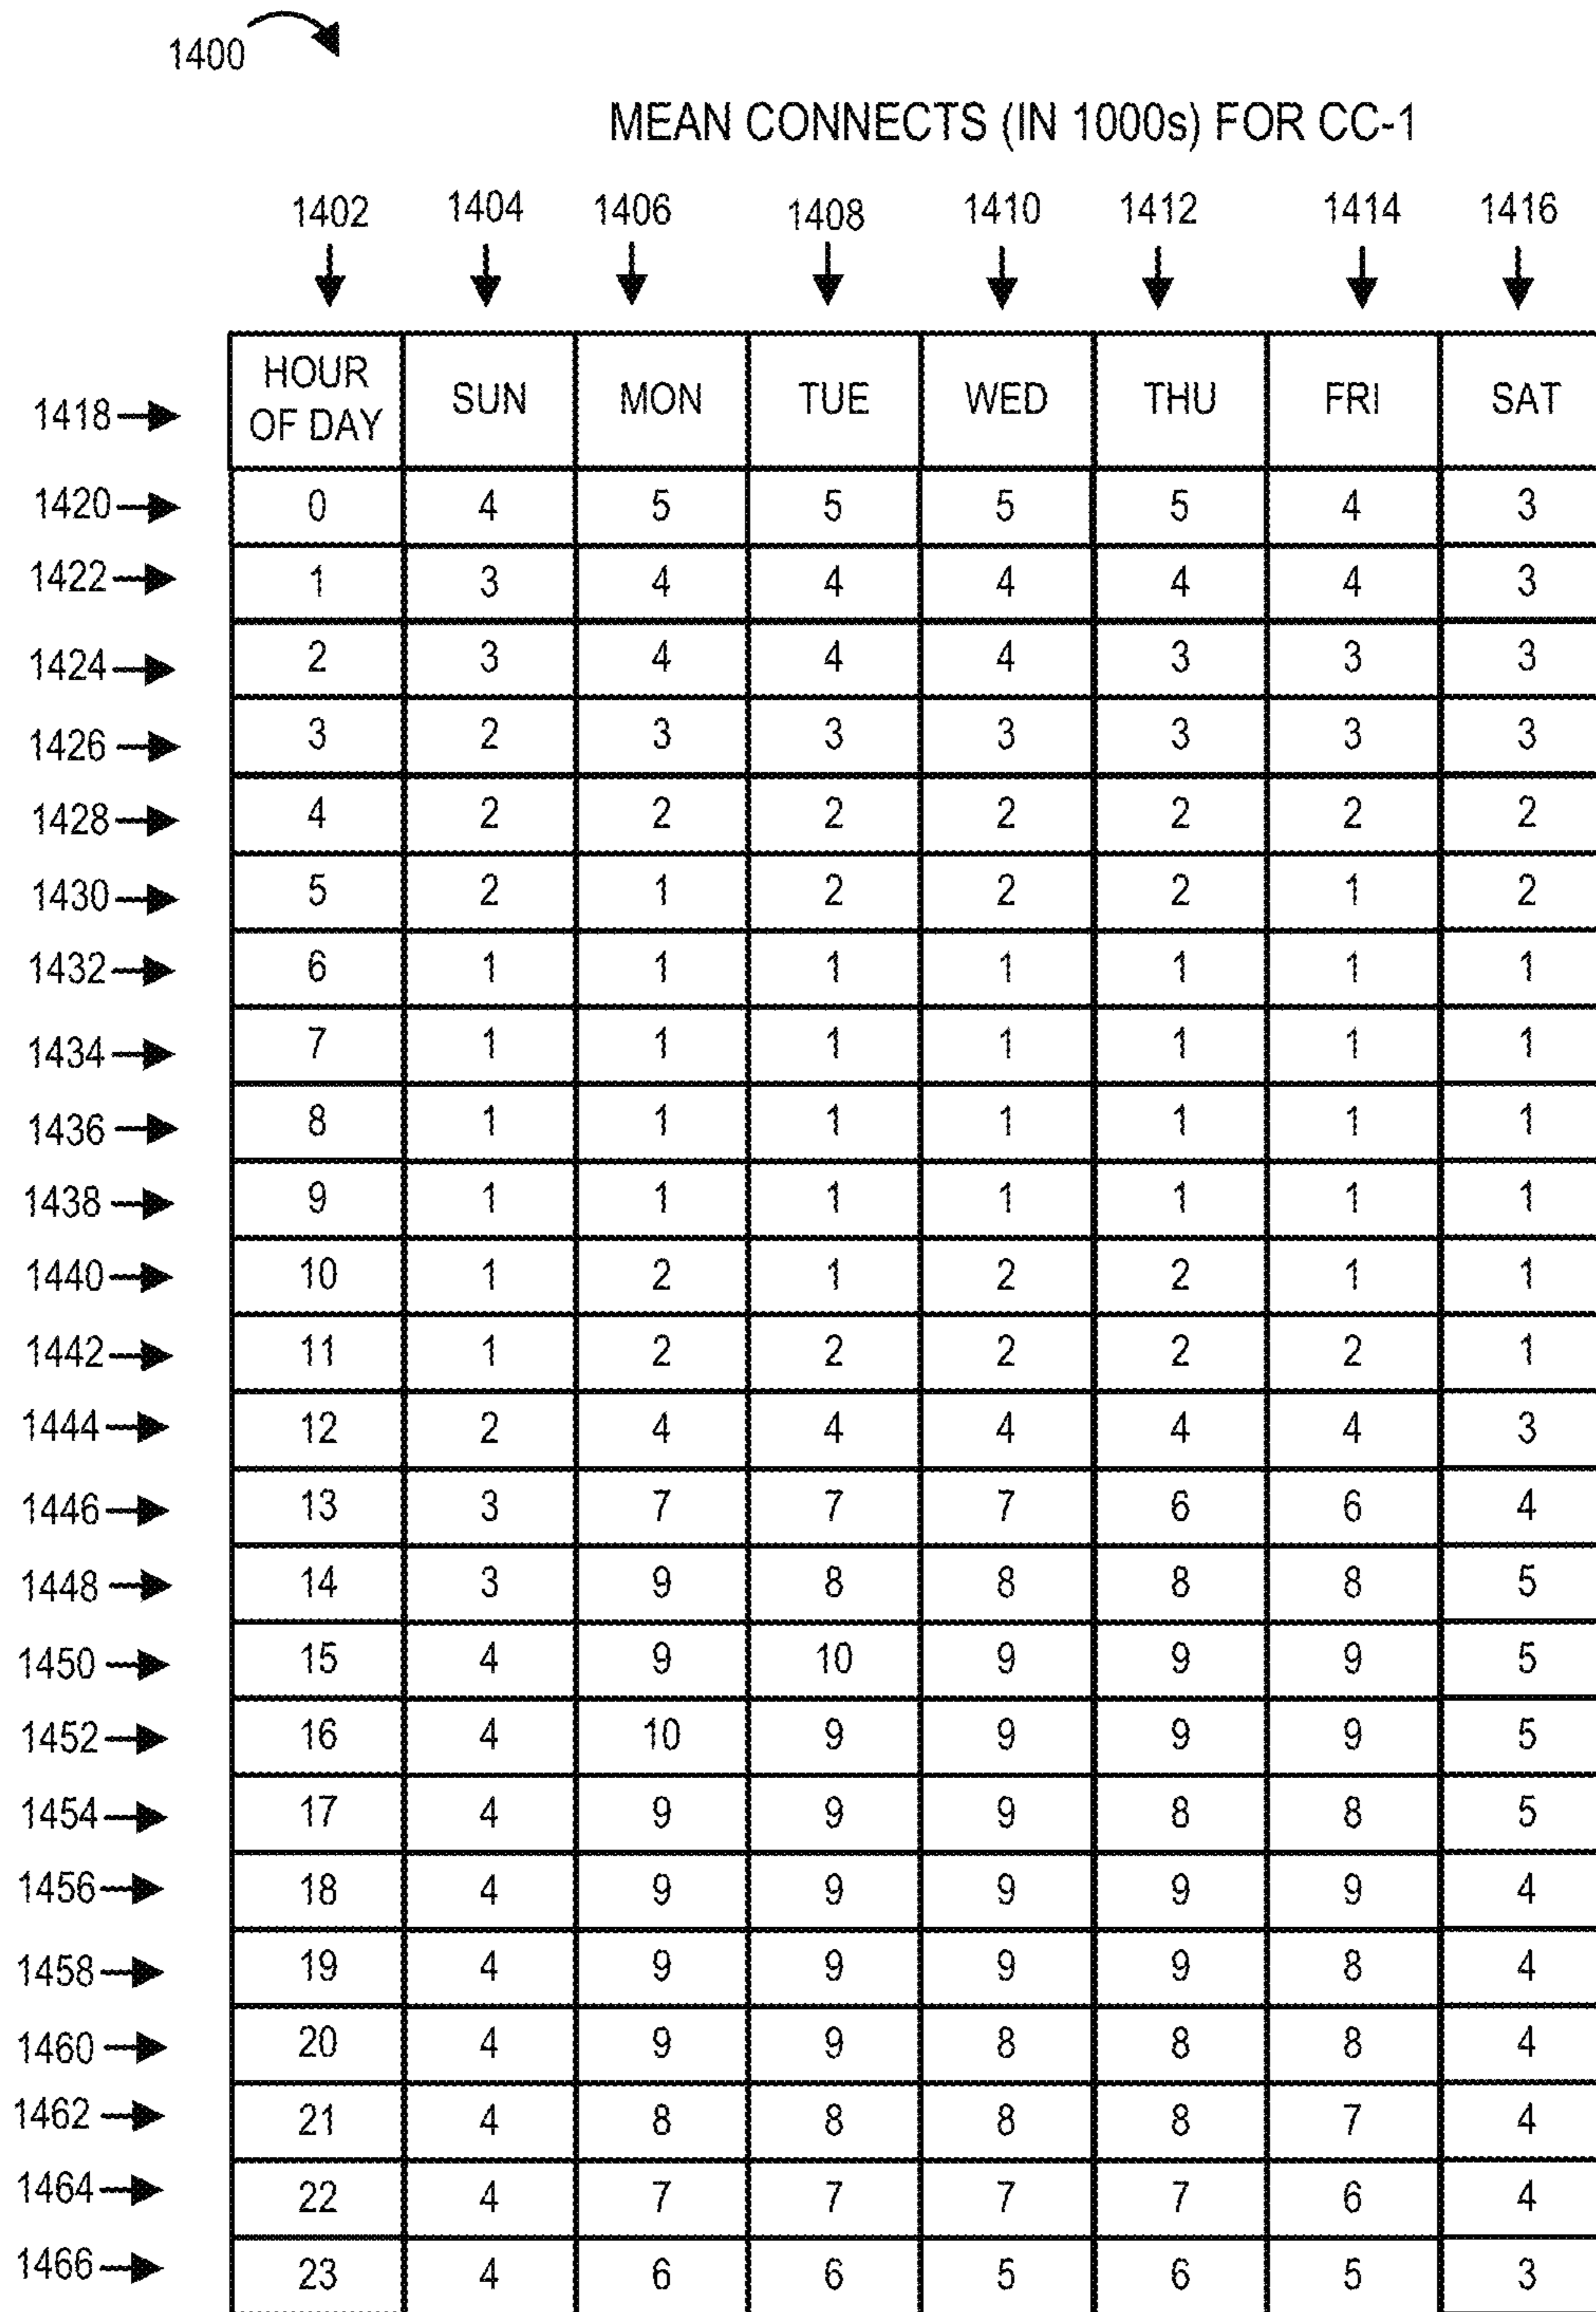 1400
MEAN CONNECTS (IN 1000s) FOR CC-1
1402 1404 1406 1408 1410 1412 1414 1416
1418 HOUR OF DAY SUN MON TUE WED THU FRI SAT
1420 0 4 5 5 5 5 4 3
1422 1 3 4 4 4 4 4 3
1424 2 3 4 4 4 3 3 3
1426 3 2 3 3 3 3 3 3
1428 4 2 2 2 2 2 2 2
1430 5 2 1 2 2 2 1 2
1432 6 1 1 1 1 1 1 1
1434 7 1 1 1 1 1 1 1
1436 8 1 1 1 1 1 1 1
1438 9 1 1 1 1 1 1 1
1440 10 1 2 1 2 2 1 1
1442 11 1 2 2 2 2 2 1
1444 12 2 4 4 4 4 4 3
1446 13 3 7 7 7 6 6 4
1448 14 3 9 8 8 8 8 5
1450 15 4 9 10 9 9 9 5
1452 16 4 10 9 9 9 9 5
1454 17 4 9 9 9 8 8 5
1456 18 4 9 9 9 9 9 4
1458 19 4 9 9 9 9 8 4
1460 20 4 9 9 8 8 8 4
1462 21 4 8 8 8 8 7 4
1464 22 4 7 7 7 7 6 4
1466 23 4 6 6 5 6 5 3